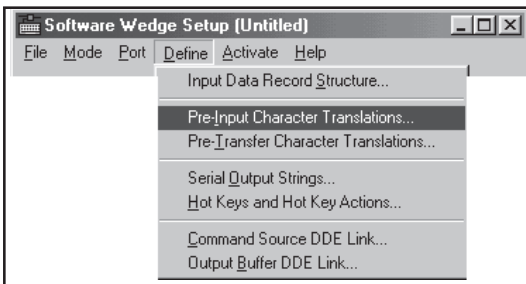 Software Wedge Setup (Untitled)
File Mode Port Define Activate Help
Input Data Record Structure...
Pre-Input Character Translations...
Pre-Transfer Character Translations...
Serial Output Strings...
Hot Keys and Hot Key Actions...
Command Source DDE Link...
Output Buffer DDE Link...